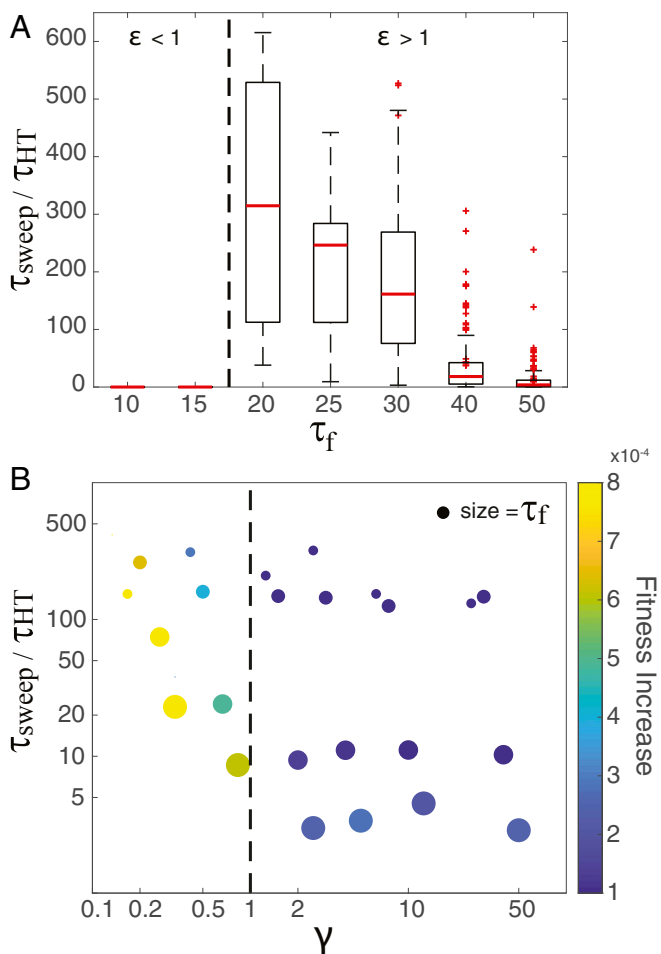 A
ε < 1
ε > 1
600
500
400
300
200
100
0
τsweep / τHT
10 15 20 25 30 40 50
τf
B
x10⁻⁴
size = τf
500
100
50
20
10
5
τsweep / τHT
0.1 0.2 0.5 1 2 10 50
γ
8
7
6
5
4
3
2
1
Fitness Increase